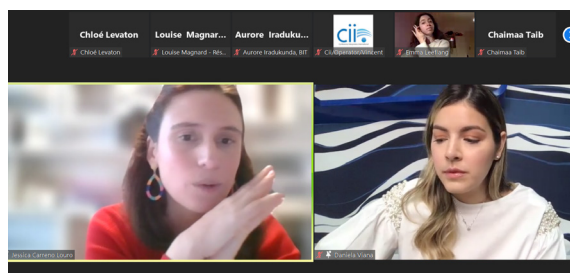 Chloé Levaton
Louise Magnar...
Aurore Iraduku...
Chaimaa Taib
cii
Chloé Levaton
Louise Magnard - Rés...
Aurore Iradukunda, BIT
Cii/Operator/Vincent
Emma Leeflang
Chaimaa Taib
Jessica Carreno Louro
Daniela Viana